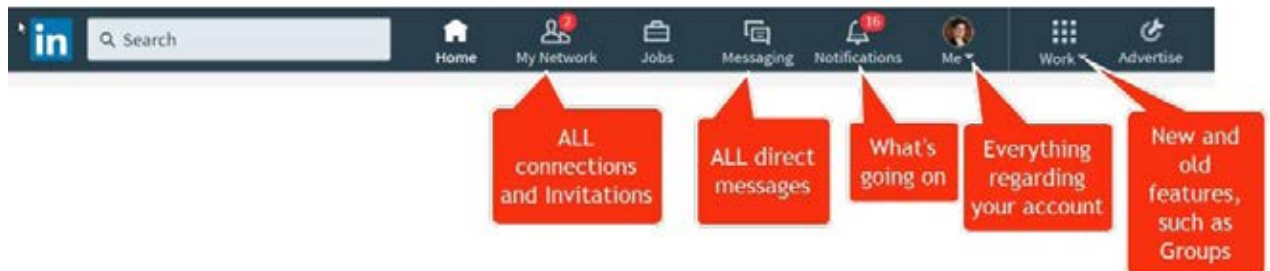 in
Search
2
16
Home
My Network
Jobs
Messaging
Notifications
Me
Work
Advertise
ALL
connections
and Invitations
ALL direct
messages
What's
going on
Everything
regarding
your account
New and
old
features,
such as
Groups